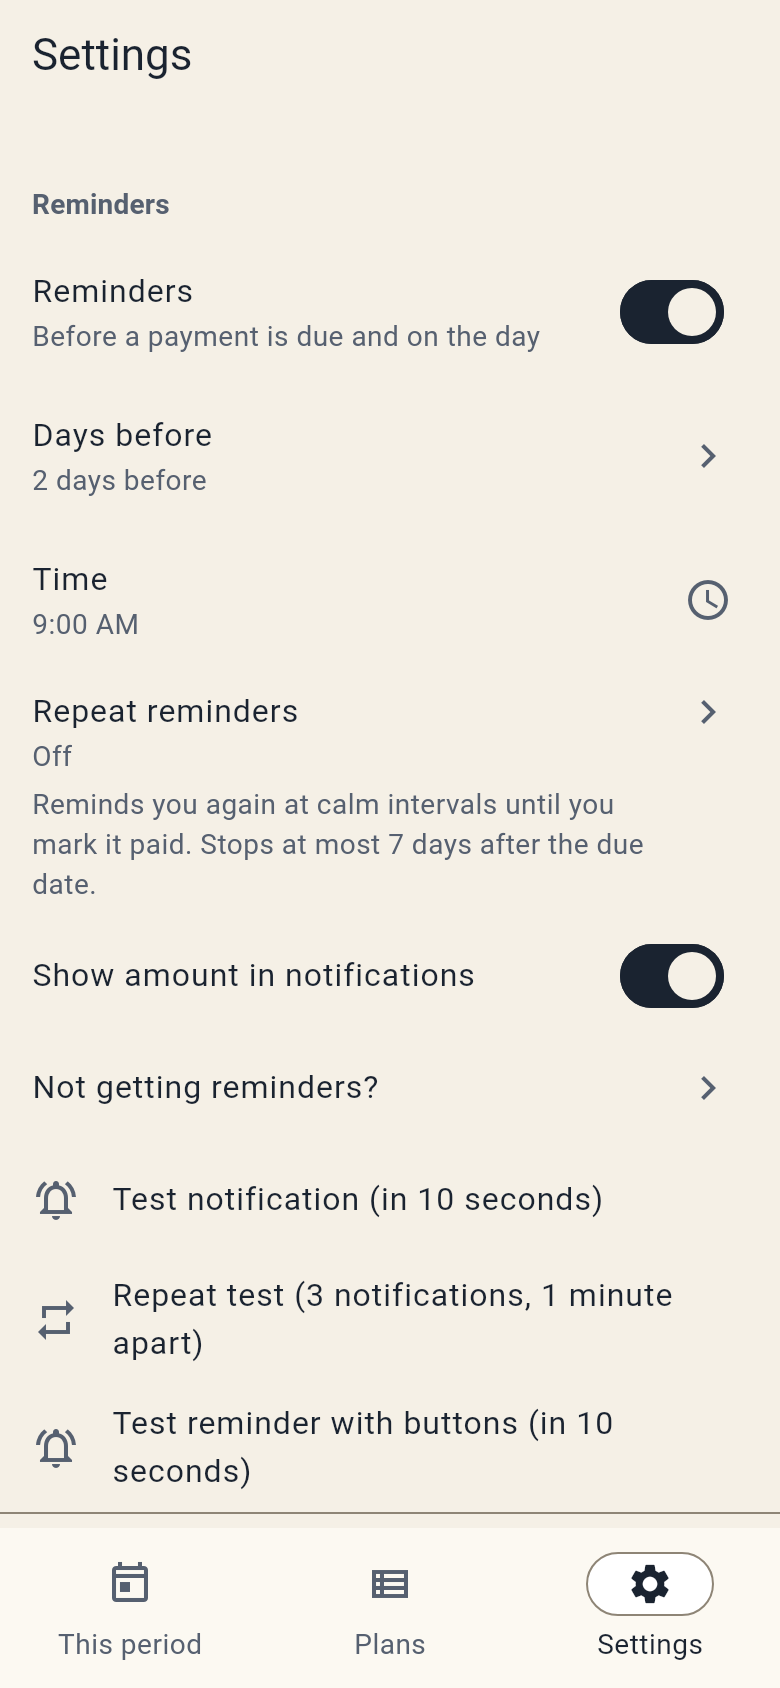 Settings
Reminders
Reminders
Before a payment is due and on the day
Days before
2 days before
Time
9:00 AM
Repeat reminders
Off
Reminds you again at calm intervals until you
mark it paid. Stops at most 7 days after the due
date.
Show amount in notifications
Not getting reminders?
Test notification (in 10 seconds)
Repeat test (3 notifications, 1 minute
apart)
Test reminder with buttons (in 10
seconds)
This period
Plans
Settings